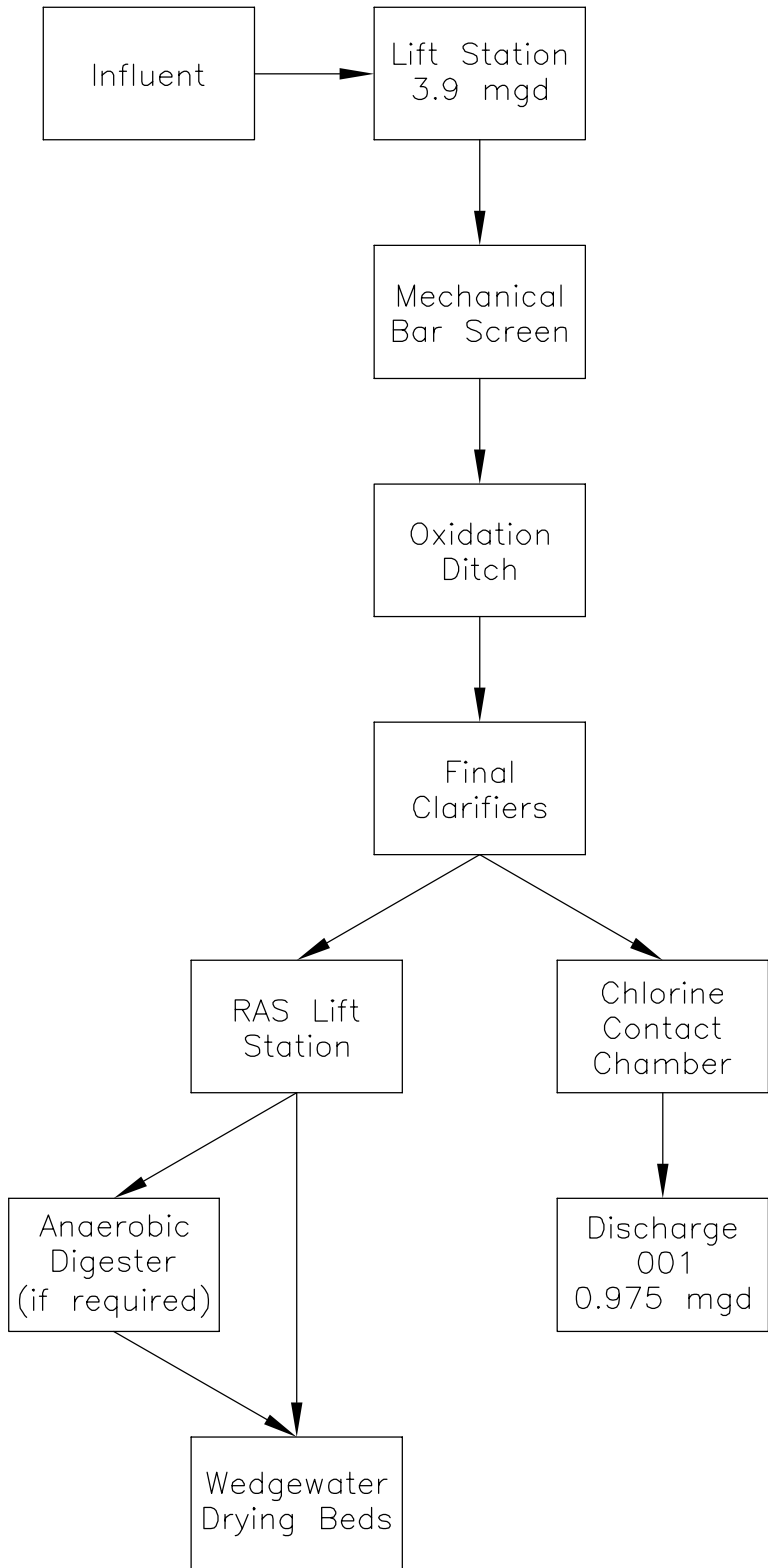 Influent
Lift Station
3.9 mgd
Mechanical
Bar Screen
Oxidation
Ditch
Final
Clarifiers
RAS Lift
Station
Chlorine
Contact
Chamber
Anaerobic
Digester
(if required)
Discharge
001
0.975 mgd
Wedgewater
Drying Beds